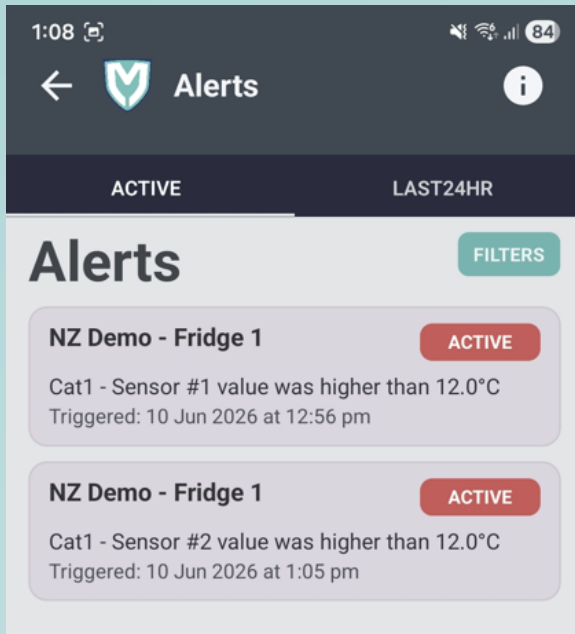 1:08
84
Alerts
i
ACTIVE
LAST24HR
Alerts
FILTERS
NZ Demo - Fridge 1
ACTIVE
Cat1 - Sensor #1 value was higher than 12.0°C
Triggered: 10 Jun 2026 at 12:56 pm
NZ Demo - Fridge 1
ACTIVE
Cat1 - Sensor #2 value was higher than 12.0°C
Triggered: 10 Jun 2026 at 1:05 pm